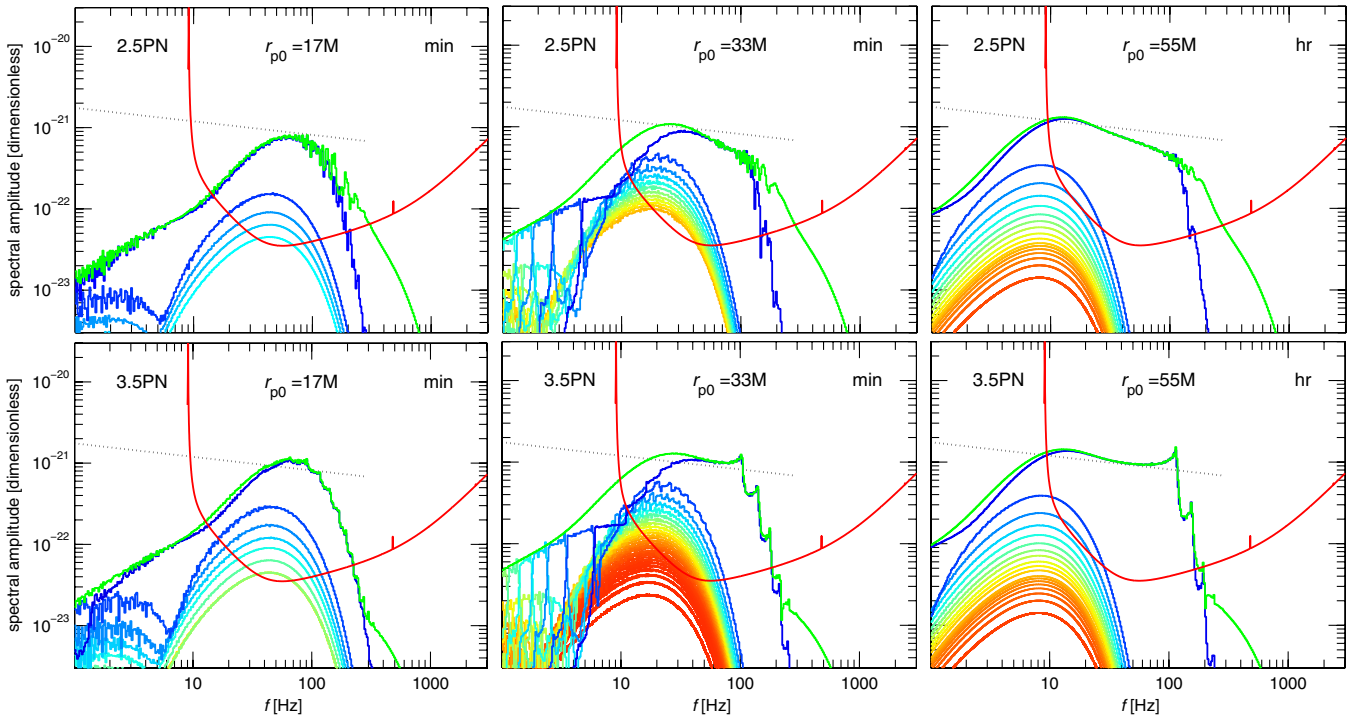 2.5PN r_p0 =17M min
2.5PN r_p0 =33M min
2.5PN r_p0 =55M hr
10^-20
10^-21
10^-22
10^-23
spectral amplitude [dimensionless]
3.5PN r_p0 =17M min
3.5PN r_p0 =33M min
3.5PN r_p0 =55M hr
10^-20
10^-21
10^-22
10^-23
spectral amplitude [dimensionless]
10 100 1000
10 100 1000
10 100 1000
f [Hz]
f [Hz]
f [Hz]